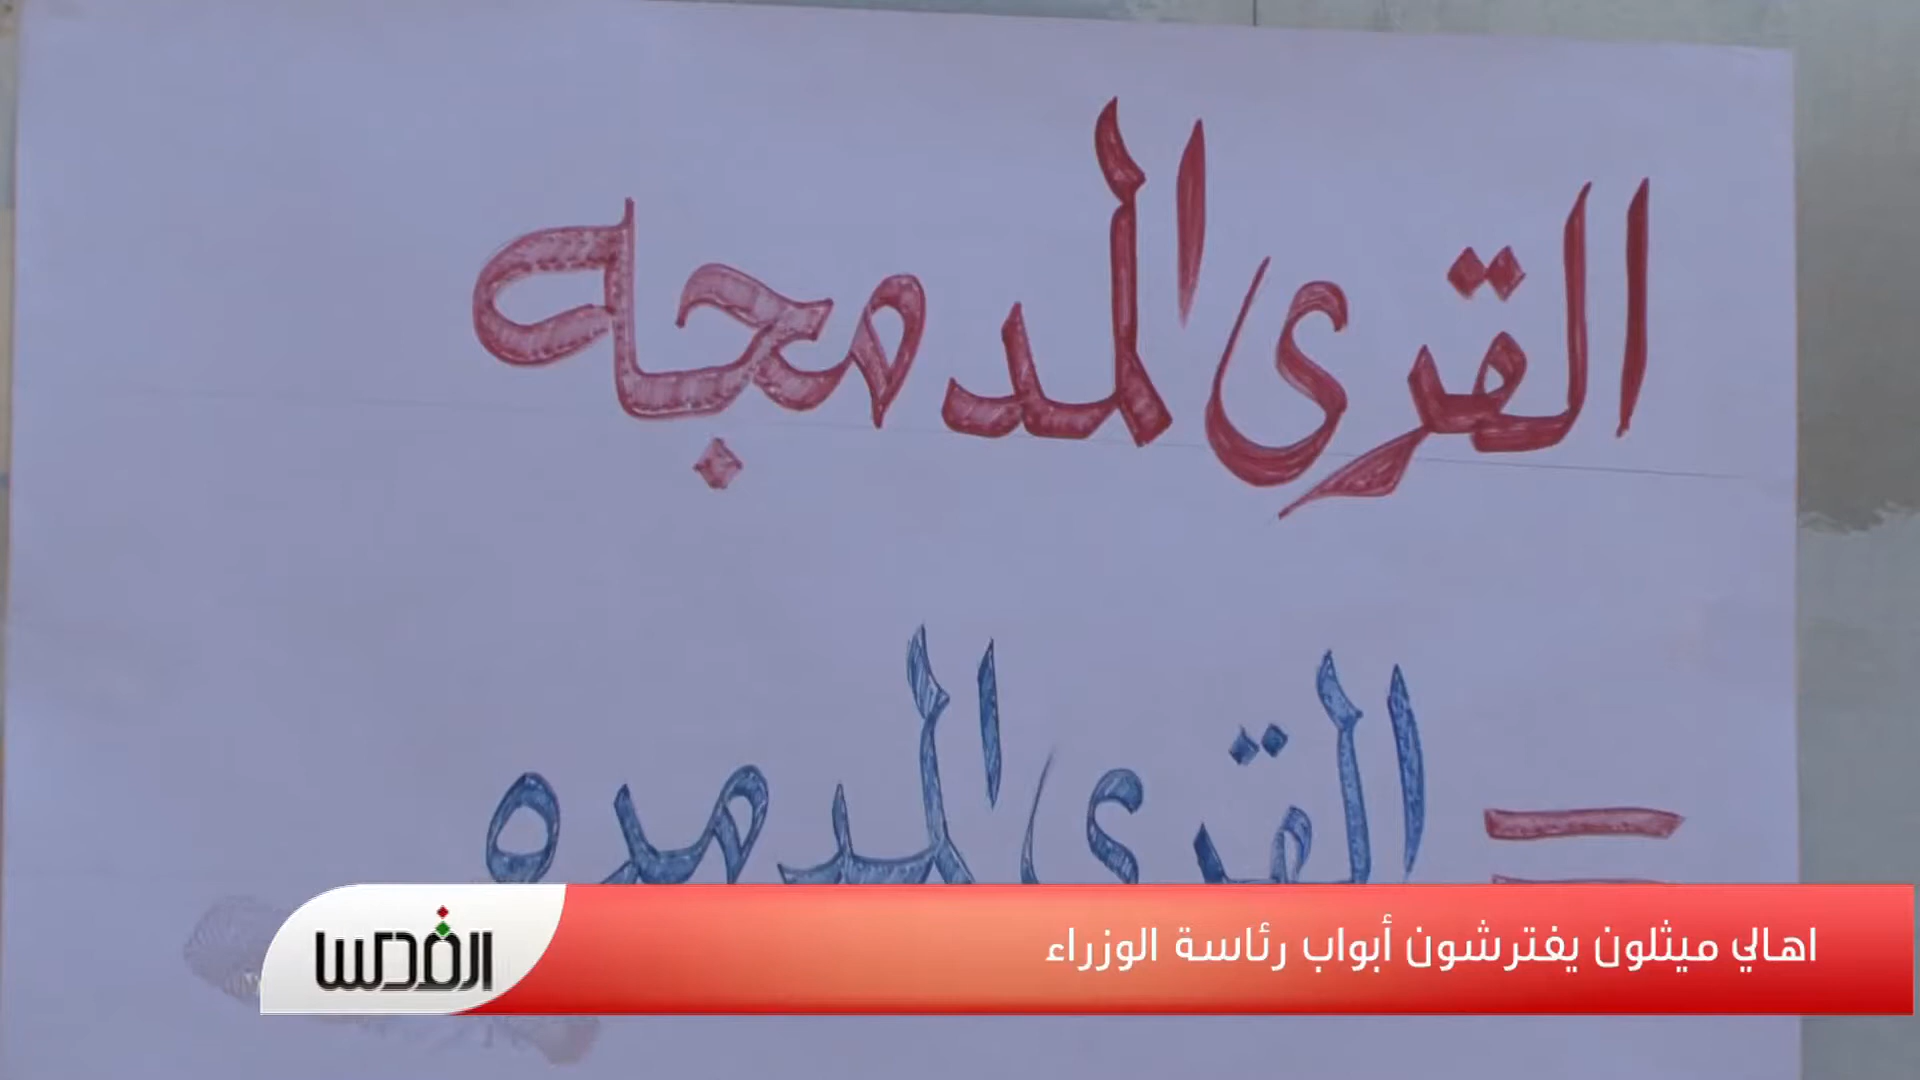 القرى المدمجه
= القرى المدمره
اهالي ميثلون يفترشون أبواب رئاسة الوزراء
القدس